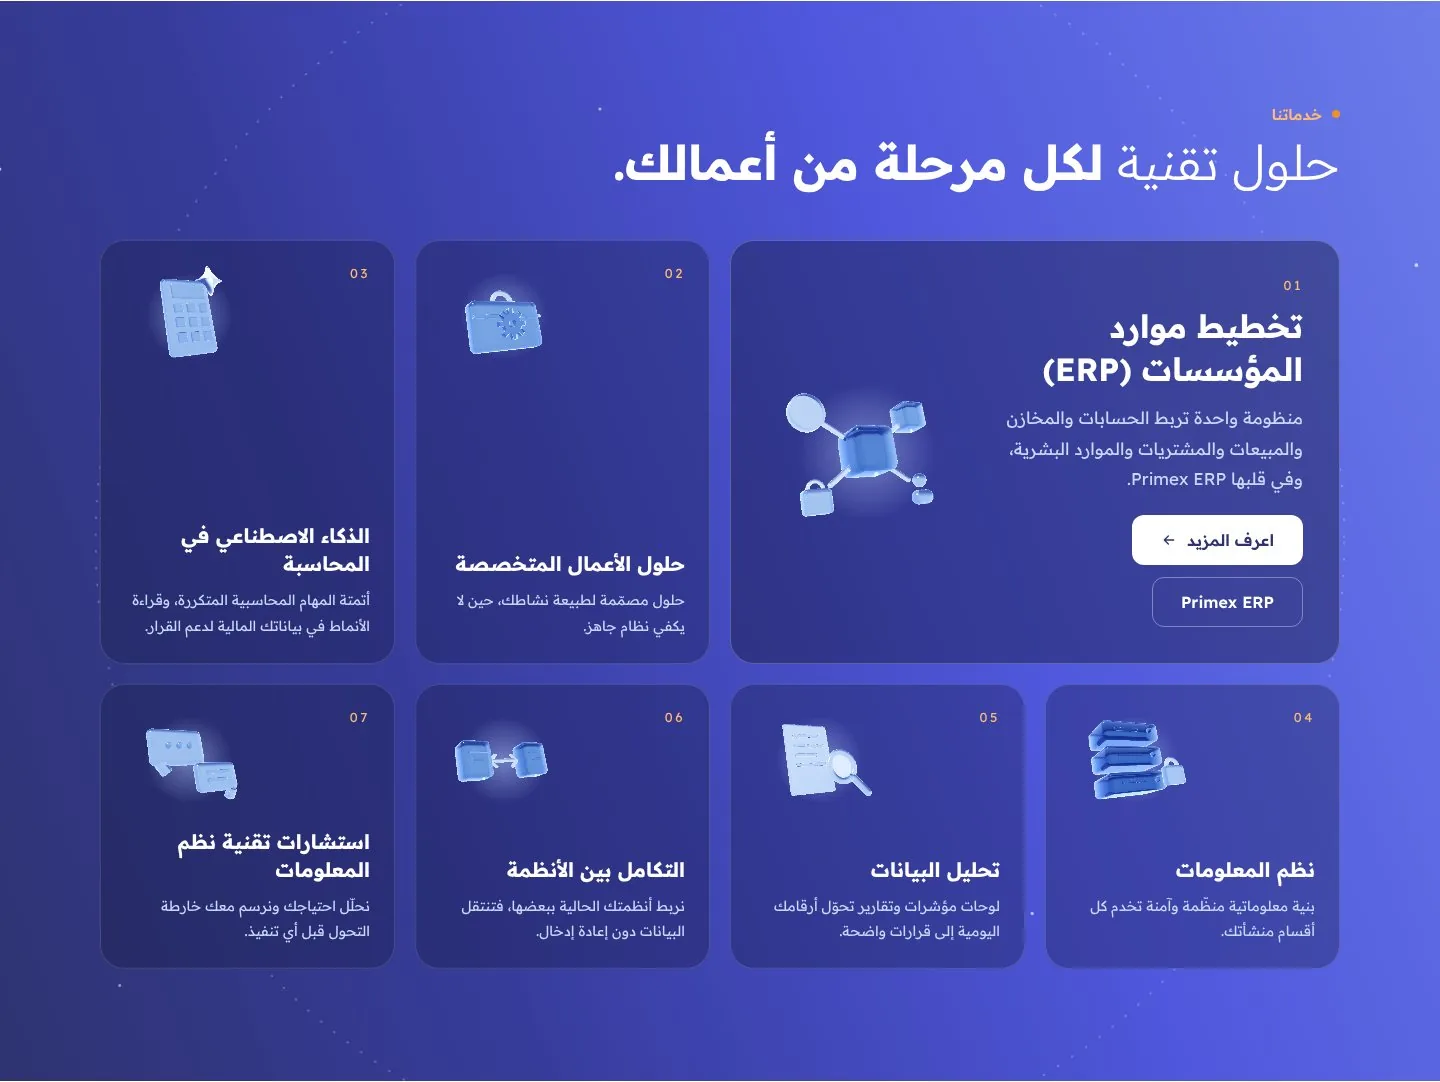 خدماتنا
حلول تقنية لكل مرحلة من أعمالك.
01
تخطيط موارد
المؤسسات (ERP)
منظومة واحدة تربط الحسابات والمخازن
والمبيعات والمشتريات والموارد البشرية،
وفي قلبها Primex ERP.
اعرف المزيد ←
Primex ERP
02
حلول الأعمال المتخصصة
حلول مصمّمة لطبيعة نشاطك، حين لا
يكفي نظام جاهز.
03
الذكاء الاصطناعي في
المحاسبة
أتمتة المهام المحاسبية المتكررة، وقراءة
الأنماط في بياناتك المالية لدعم القرار.
04
نظم المعلومات
بنية معلوماتية منظّمة وآمنة تخدم كل
أقسام منشأتك.
05
تحليل البيانات
لوحات مؤشرات وتقارير تحوّل أرقامك
اليومية إلى قرارات واضحة.
06
التكامل بين الأنظمة
نربط أنظمتك الحالية ببعضها، فتنتقل
البيانات دون إعادة إدخال.
07
استشارات تقنية نظم
المعلومات
نحلّل احتياجك ونرسم معك خارطة
التحول قبل أي تنفيذ.